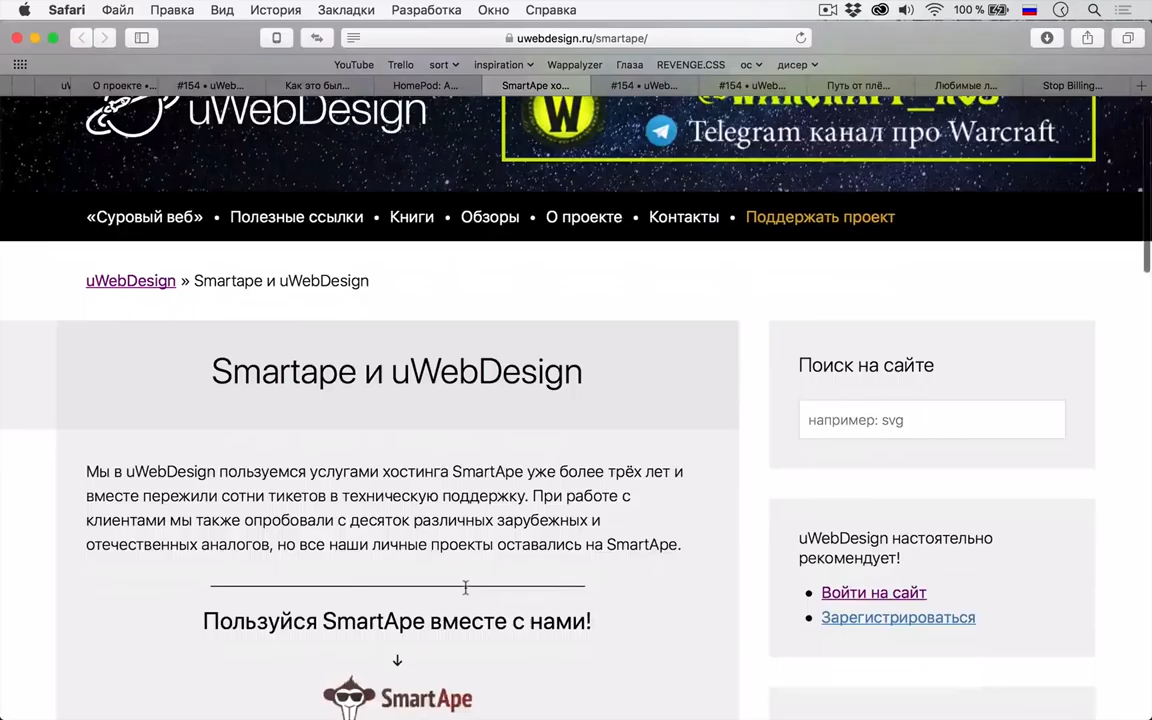 Safari Файл Правка Вид История Закладки Разработка Окно Справка 100 %
uwebdesign.ru/smartape/
YouTube Trello sort inspiration Wappalyzer Глаза REVENGE.CSS ос дисер
О проекте •... #154 • uWeb... Как это был... HomePod: А... SmartApe хо... #154 • uWeb... #154 • uWeb... Путь от плё... Любимые л... Stop Billing...
uWebDesign
@WARCRAFT_RUS
W
Telegram канал про Warcraft
«Суровый веб» • Полезные ссылки • Книги • Обзоры • О проекте • Контакты • Поддержать проект
uWebDesign » Smartape и uWebDesign
Smartape и uWebDesign
Мы в uWebDesign пользуемся услугами хостинга SmartApe уже более трёх лет и
вместе пережили сотни тикетов в техническую поддержку. При работе с
клиентами мы также опробовали с десяток различных зарубежных и
отечественных аналогов, но все наши личные проекты оставались на SmartApe.
Пользуйся SmartApe вместе с нами!
↓
SmartApe
Поиск на сайте
например: svg
uWebDesign настоятельно
рекомендует!
• Войти на сайт
• Зарегистрироваться